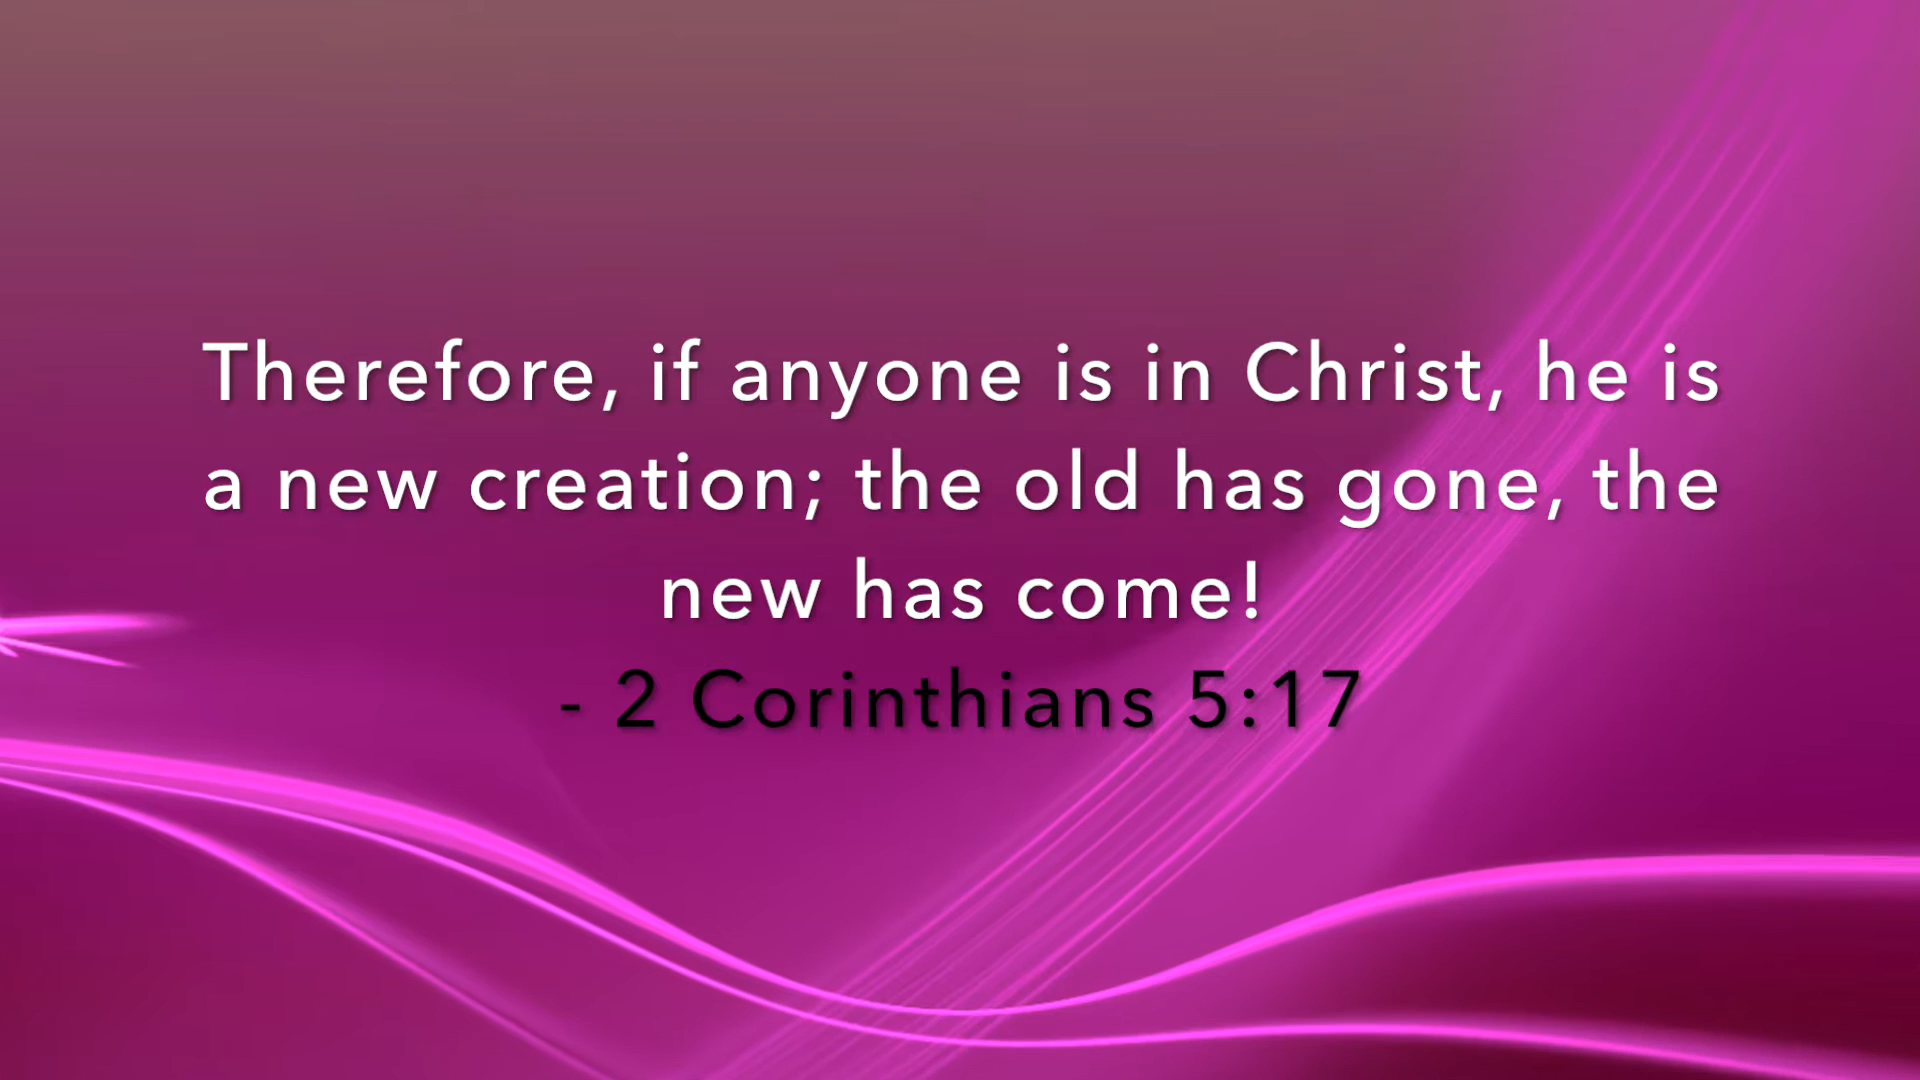 Therefore, if anyone is in Christ, he is
a new creation; the old has gone, the
new has come!
- 2 Corinthians 5:17